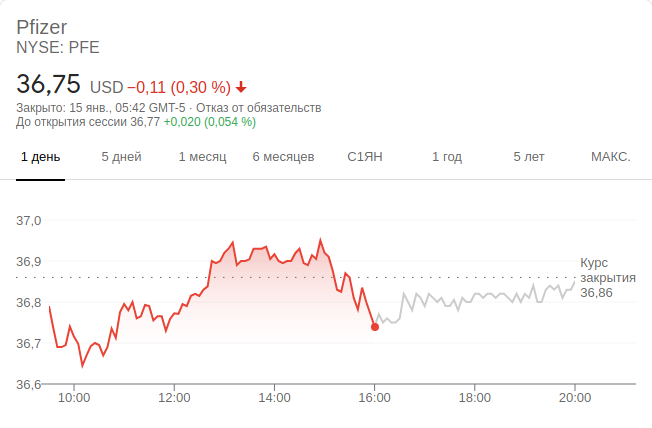 Pfizer
NYSE: PFE
36,75 USD −0,11 (0,30 %)
Закрыто: 15 янв., 05:42 GMT-5 · Отказ от обязательств
До открытия сессии 36,77 +0,020 (0,054 %)
1 день 5 дней 1 месяц 6 месяцев С1ЯН 1 год 5 лет МАКС.
37,0
36,9
36,8
36,7
36,6
Курс
закрытия
36,86
10:00 12:00 14:00 16:00 18:00 20:00